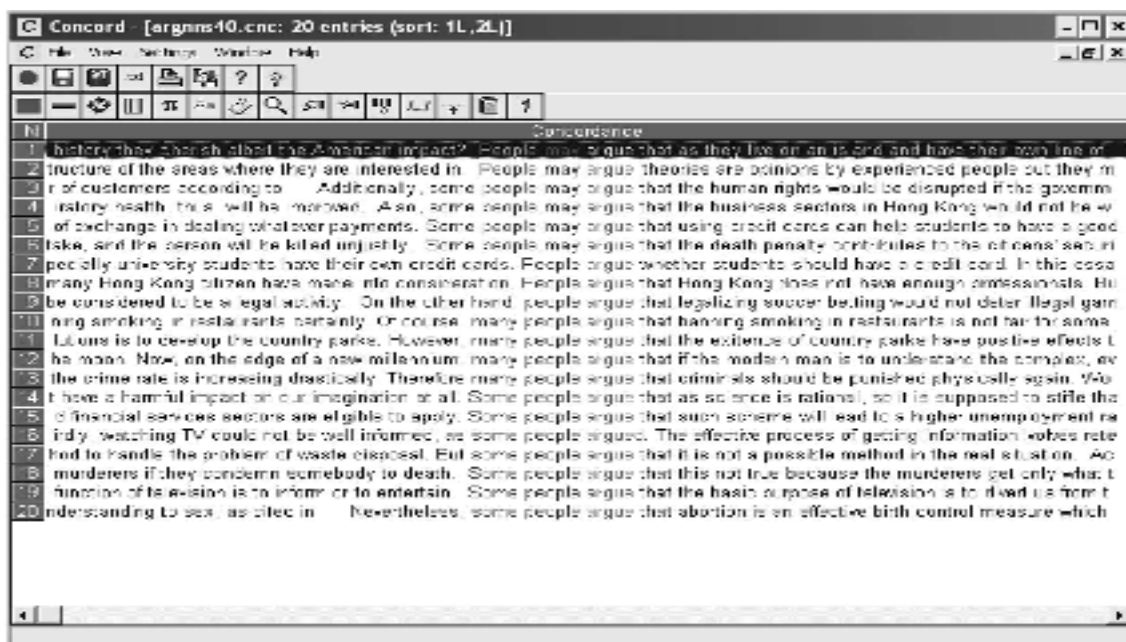 Concord - [argnns40.cnc: 20 entries (sort: 1L,2L)]
File View Settings Window Help
N Concordance
1 history they cherish albeit the American impact? People may argue that as they live on an island and have their own line of
2 tructure of the areas where they are interested in. People may argue theories are opinions by experienced people but they m
3 r of customers according to Additionally, some people may argue that the human rights would be disrupted if the governm
4 health, will be improved. Also, some people may argue that the business sectors in Hong Kong would not be w
5 of exchange in dealing whatever payments. Some people may argue that using credit cards can help students to have a good
6 take, and the person will be killed unjustly. Some people may argue that the death penalty contributes to the citizens' securi
7 pecially university students have their own credit cards. People argue whether students should have a credit card. In this essa
8 many Hong Kong citizen have made into consideration. People argue that Hong Kong does not have enough professionals. Hu
9 be considered to be a legal activity. On the other hand, people argue that legalizing soccer betting would not deter illegal gam
10 ning smoking in restaurants certainly. Of course, many people argue that banning smoking in restaurants is not fair for some
11 lutions is to develop the country parks. However, many people argue that the exitence of country parks have positive effects t
12 he moon. Now, on the edge of a new millennium, many people argue that if the modern man is to understand the complex, ev
13 the crime rate is increasing drastically. Therefore many people argue that criminals should be punished physically again. Wo
14 t have a harmful impact on our imagination at all. Some people argue that as science is rational, so it is supposed to stifle tha
15 d financial services sectors are eligible to apply. Some people argue that such scheme will lead to a higher unemployment ra
16 watching TV could not be well informed, as some people argued. The effective process of getting information volves rete
17 hod to handle the problem of waste disposal. But some people argue that it is not a possible method in the real situation. Ac
18 murderers if they condemn somebody to death. Some people argue that this not true because the murderers get only what t
19 function of television is to inform or to entertain. Some people argue that the basic purpose of television is to divert us from t
20 nderstanding to sex, as cited in Nevertheless, some people argue that abortion is an effective birth control measure which